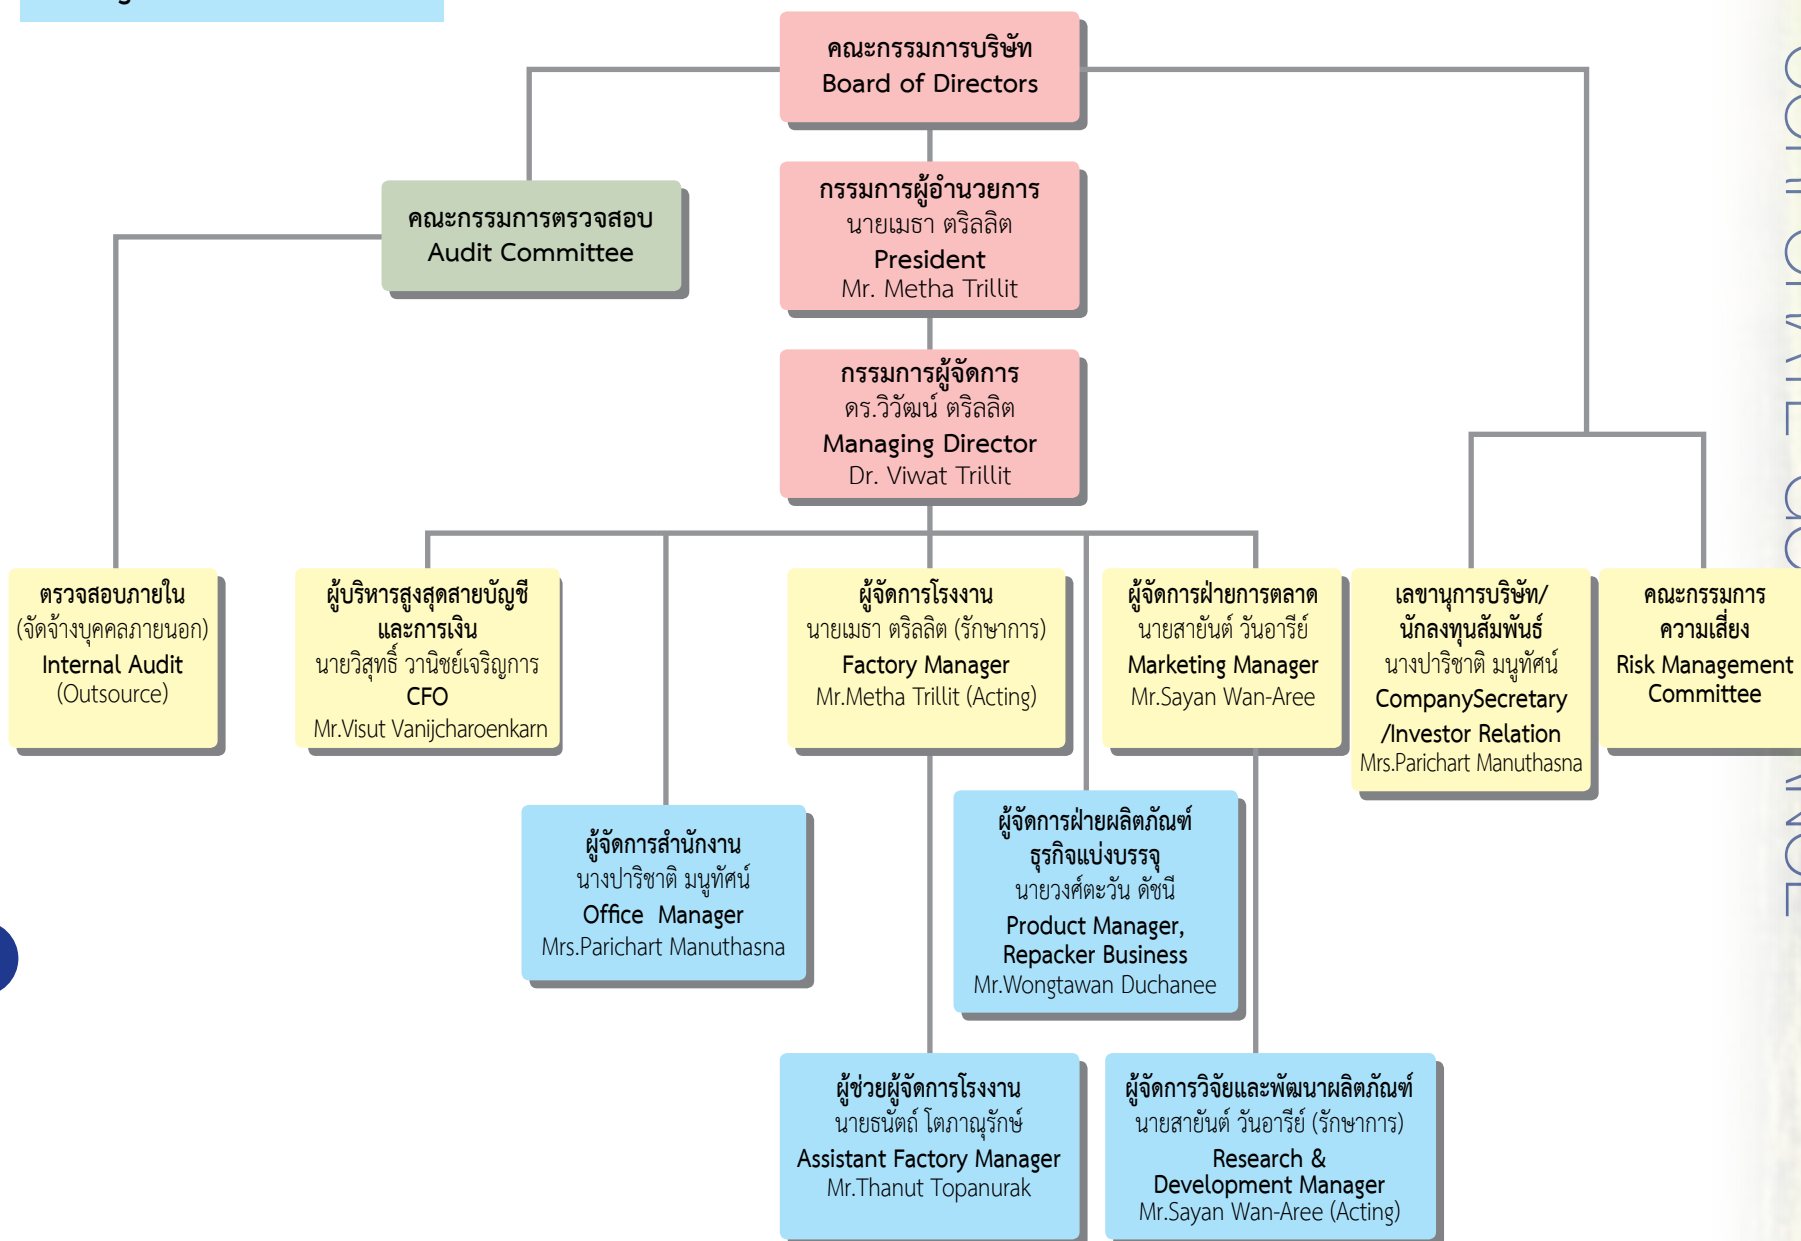 คณะกรรมการบริษัท
Board of Directors
กรรมการผู้อำนวยการ
นายเมธา ตริลลิต
President
Mr. Metha Trillit
คณะกรรมการตรวจสอบ
Audit Committee
กรรมการผู้จัดการ
ดร.วิวัฒน์ ตริลลิต
Managing Director
Dr. Viwat Trillit
ตรวจสอบภายใน
(จัดจ้างบุคคลภายนอก)
Internal Audit
(Outsource)
ผู้บริหารสูงสุดสายบัญชี
และการเงิน
นายวิสุทธิ์ วานิชย์เจริญการ
CFO
Mr.Visut Vanijcharoenkarn
ผู้จัดการโรงงาน
นายเมธา ตริลลิต (รักษาการ)
Factory Manager
Mr.Metha Trillit (Acting)
ผู้จัดการฝ่ายการตลาด
นายสายันต์ วันอารีย์
Marketing Manager
Mr.Sayan Wan-Aree
เลขานุการบริษัท/
นักลงทุนสัมพันธ์
นางปาริชาติ มนูทัศน์
CompanySecretary
/Investor Relation
Mrs.Parichart Manuthasna
คณะกรรมการ
ความเสี่ยง
Risk Management
Committee
ผู้จัดการสำนักงาน
นางปาริชาติ มนูทัศน์
Office Manager
Mrs.Parichart Manuthasna
ผู้จัดการฝ่ายผลิตภัณฑ์
ธุรกิจแบ่งบรรจุ
นายวงศ์ตะวัน ดัชนี
Product Manager,
Repacker Business
Mr.Wongtawan Duchanee
ผู้ช่วยผู้จัดการโรงงาน
นายธนัตถ์ โตภาณุรักษ์
Assistant Factory Manager
Mr.Thanut Topanurak
ผู้จัดการวิจัยและพัฒนาผลิตภัณฑ์
นายสายันต์ วันอารีย์ (รักษาการ)
Research &
Development Manager
Mr.Sayan Wan-Aree (Acting)